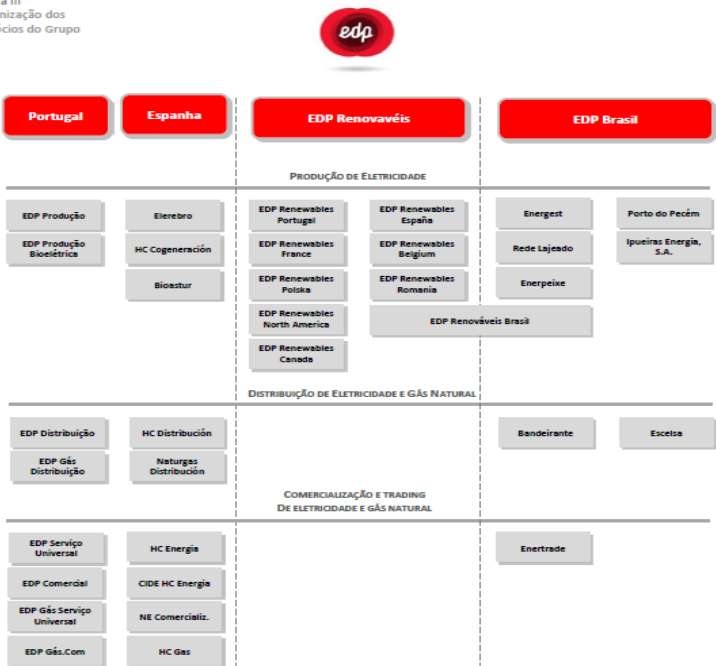 nização dos
ócios do Grupo
edp
Portugal
Espanha
EDP Renovavéis
EDP Brasil
PRODUÇÃO DE ELETRICIDADE
EDP Produção
Elerebro
EDP Renewables
Portugal
EDP Renewables
España
Energest
Porto do Pecém
EDP Produção
Bioelétrica
HC Cogeneración
EDP Renewables
France
EDP Renewables
Belgium
Rede Lajeado
Ipueiras Energia,
S.A.
Bioastur
EDP Renewables
Polska
EDP Renewables
Romania
Enerpeixe
EDP Renewables
North America
EDP Renováveis Brasil
EDP Renewables
Canada
DISTRIBUIÇÃO DE ELETRICIDADE E GÁS NATURAL
EDP Distribuição
HC Distribución
Bandeirante
Escelsa
EDP Gás
Distribuição
Naturgas
Distribución
COMERCIALIZAÇÃO E TRADING
DE ELETRICIDADE E GÁS NATURAL
EDP Serviço
Universal
HC Energia
Enertrade
EDP Comercial
CIDE HC Energia
EDP Gás Serviço
Universal
NE Comercializ.
EDP Gás.Com
HC Gas